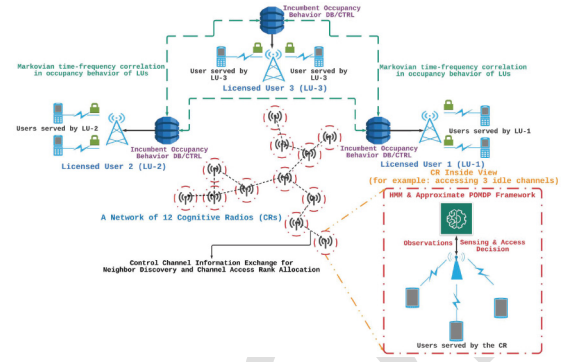 Incumbent Occupancy
Behavior DB/CTRL
Markovian time-frequency correlation
in occupancy behavior of LUs
User served by
LU-3
User served by
LU-3
Markovian time-frequency correlation
in occupancy behavior of LUs
Licensed User 3 (LU-3)
Users served by LU-2
Users served by LU-1
Incumbent Occupancy
Behavior DB/CTRL
Incumbent Occupancy
Behavior DB/CTRL
Licensed User 2 (LU-2)
Licensed User 1 (LU-1)
CR Inside View
(for example: accessing 3 idle channels)
HMM & Approximate POMDP Framework
A Network of 12 Cognitive Radios (CRs)
Observations
Sensing & Access
Decision
Control Channel Information Exchange for
Neighbor Discovery and Channel Access Rank Allocation
Users served by the CR